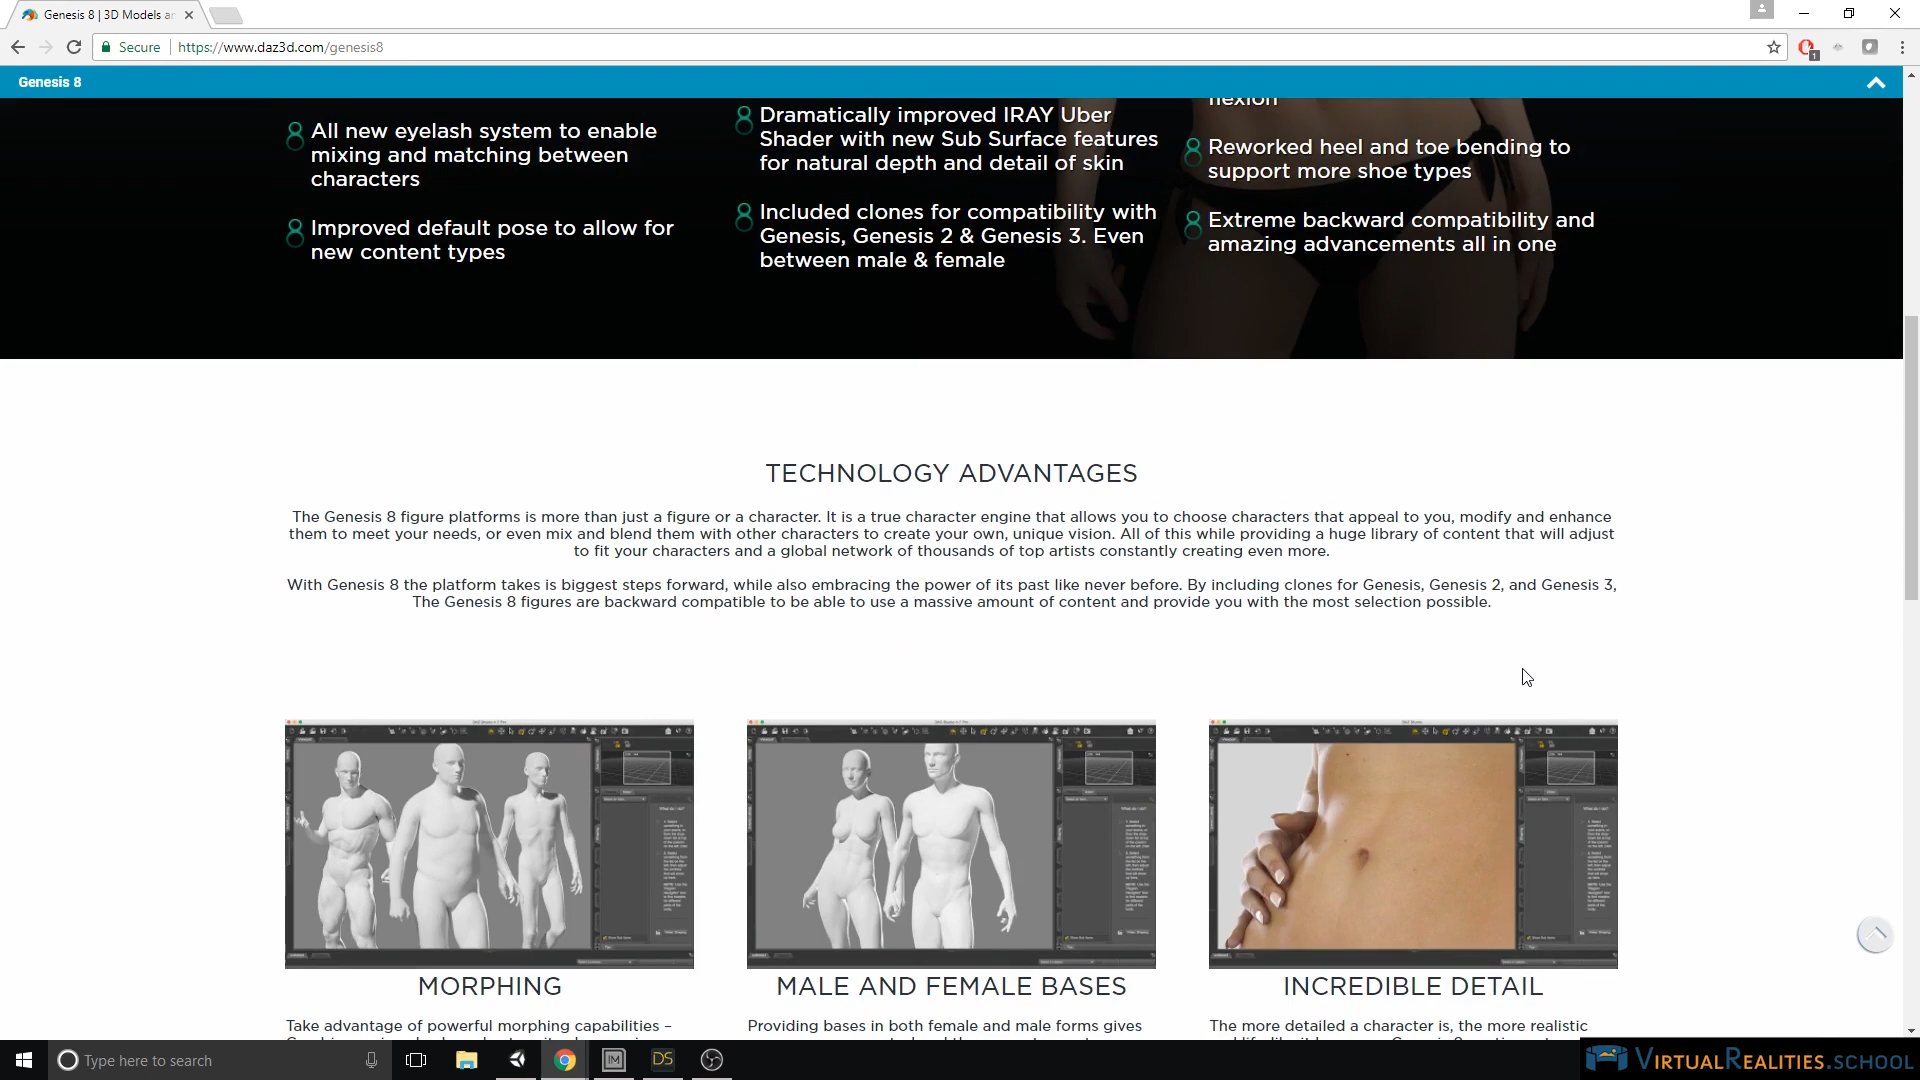 Genesis 8 | 3D Models ar
Secure
https://www.daz3d.com/genesis8
1
Genesis 8
All new eyelash system to enable
mixing and matching between
characters
Improved default pose to allow for
new content types
Dramatically improved IRAY Uber
Shader with new Sub Surface features
for natural depth and detail of skin
Included clones for compatibility with
Genesis, Genesis 2 & Genesis 3. Even
between male & female
flexion
Reworked heel and toe bending to
support more shoe types
Extreme backward compatibility and
amazing advancements all in one
TECHNOLOGY ADVANTAGES
The Genesis 8 figure platforms is more than just a figure or a character. It is a true character engine that allows you to choose characters that appeal to you, modify and enhance
them to meet your needs, or even mix and blend them with other characters to create your own, unique vision. All of this while providing a huge library of content that will adjust
to fit your characters and a global network of thousands of top artists constantly creating even more.
With Genesis 8 the platform takes is biggest steps forward, while also embracing the power of its past like never before. By including clones for Genesis, Genesis 2, and Genesis 3,
The Genesis 8 figures are backward compatible to be able to use a massive amount of content and provide you with the most selection possible.
MORPHING
Take advantage of powerful morphing capabilities –
MALE AND FEMALE BASES
Providing bases in both female and male forms gives
INCREDIBLE DETAIL
The more detailed a character is, the more realistic
Type here to search
IM
DS
VIRTUALREALITIES.SCHOOL